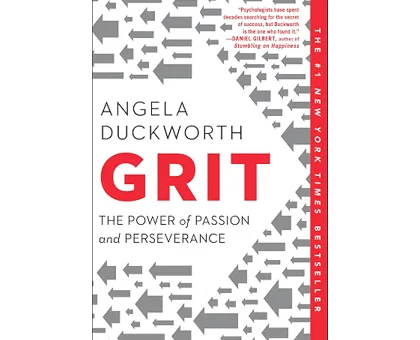 "Psychologists have spent
decades searching for the secret
of success, but Duckworth
is the one who found it."
—DANIEL GILBERT, author of
Stumbling on Happiness
ANGELA
DUCKWORTH
GRIT
THE POWER of PASSION
and PERSEVERANCE
THE #1 NEW YORK TIMES BESTSELLER